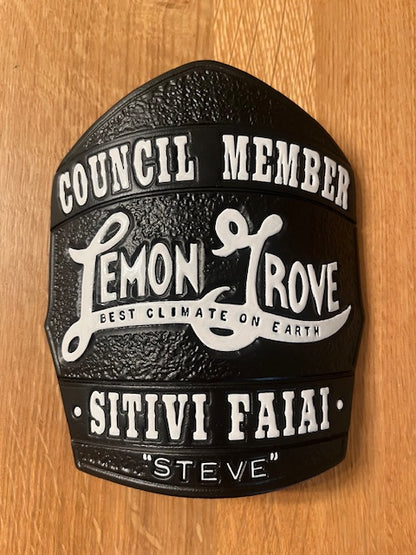 COUNCIL MEMBER
LEMON GROVE
BEST CLIMATE ON EARTH
· SITIVI FAIAI ·
"STEVE"